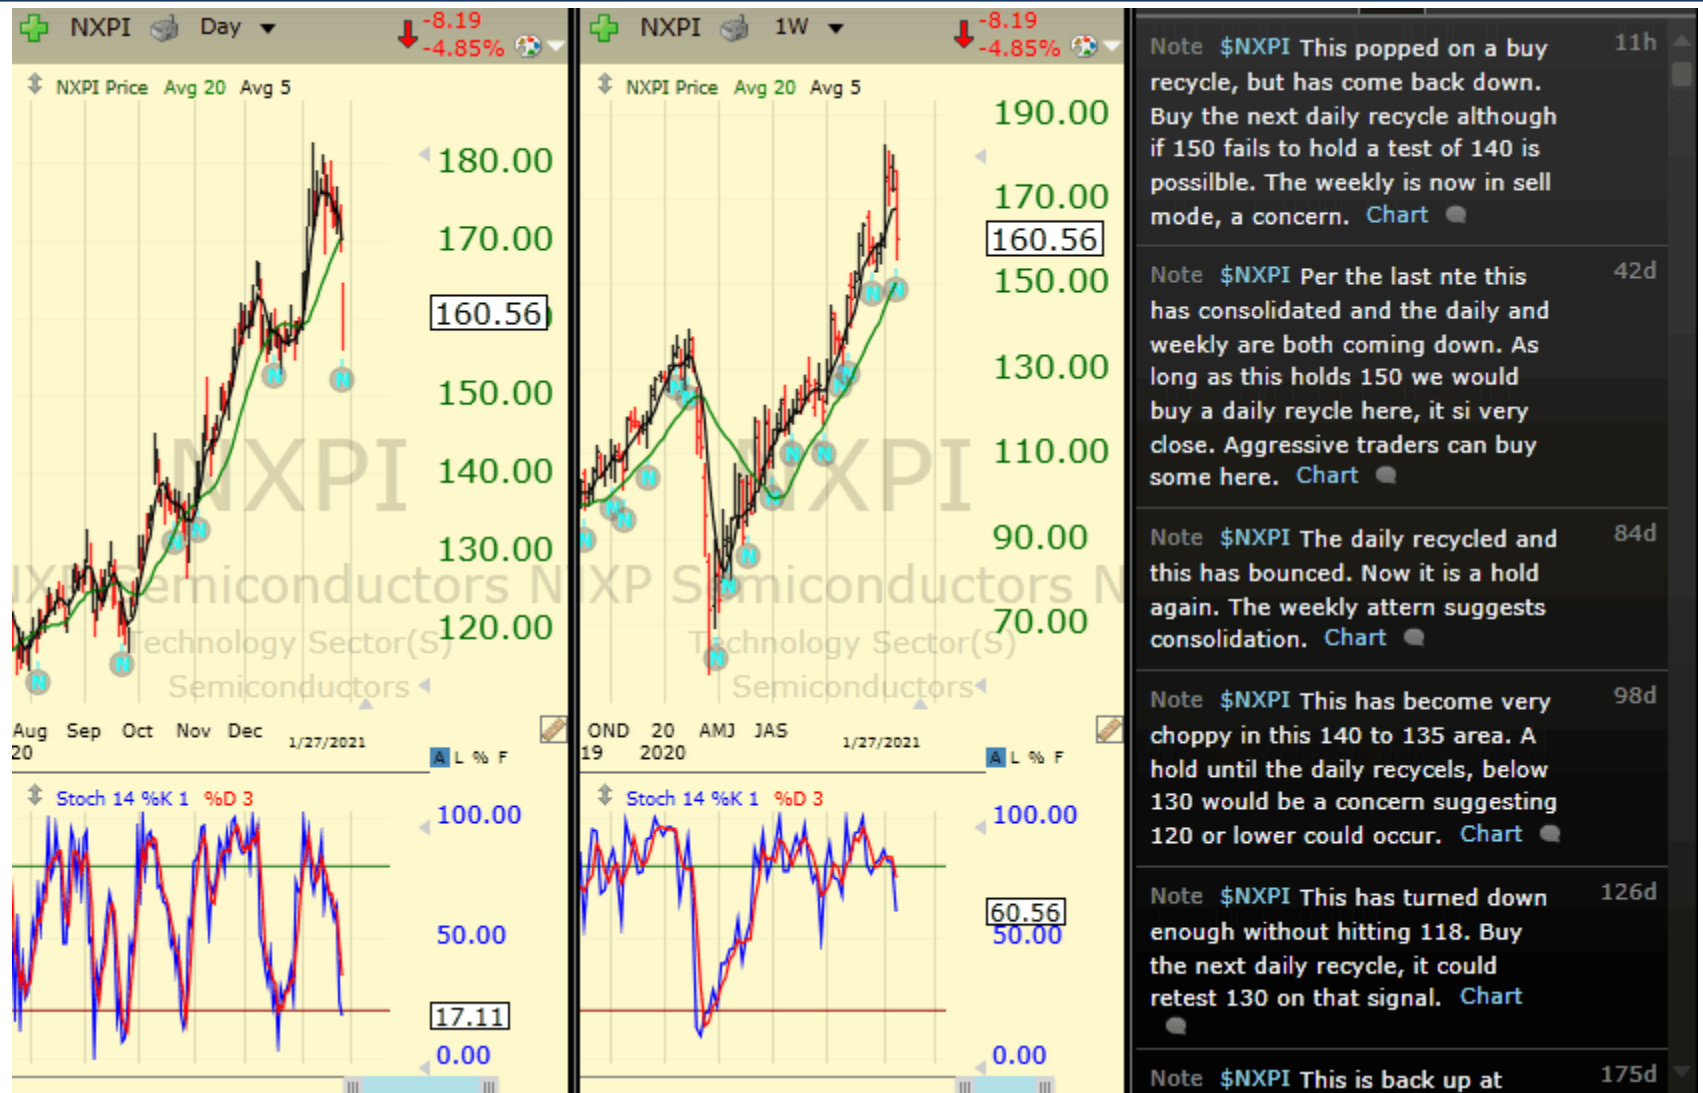 NXPI Day
-8.19
-4.85%
NXPI Price Avg 20 Avg 5
180.00
170.00
160.56
150.00
140.00
130.00
120.00
NXPI
NXP Semiconductors
Technology Sector(S)
Semiconductors
Aug Sep Oct Nov Dec
20
1/27/2021
A L % F
Stoch 14 %K 1 %D 3
100.00
50.00
17.11
0.00
NXPI 1W
-8.19
-4.85%
NXPI Price Avg 20 Avg 5
190.00
170.00
160.56
150.00
130.00
110.00
90.00
70.00
NXPI
NXP Semiconductors N
Technology Sector(S)
Semiconductors
OND 20 AMJ JAS
19 2020
1/27/2021
A L % F
Stoch 14 %K 1 %D 3
100.00
60.56
50.00
0.00
Note $NXPI This popped on a buy 11h
recycle, but has come back down.
Buy the next daily recycle although
if 150 fails to hold a test of 140 is
possilble. The weekly is now in sell
mode, a concern. Chart
Note $NXPI Per the last nte this 42d
has consolidated and the daily and
weekly are both coming down. As
long as this holds 150 we would
buy a daily reycle here, it si very
close. Aggressive traders can buy
some here. Chart
Note $NXPI The daily recycled and 84d
this has bounced. Now it is a hold
again. The weekly attern suggests
consolidation. Chart
Note $NXPI This has become very 98d
choppy in this 140 to 135 area. A
hold until the daily recycels, below
130 would be a concern suggesting
120 or lower could occur. Chart
Note $NXPI This has turned down 126d
enough without hitting 118. Buy
the next daily recycle, it could
retest 130 on that signal. Chart
Note $NXPI This is back up at 175d